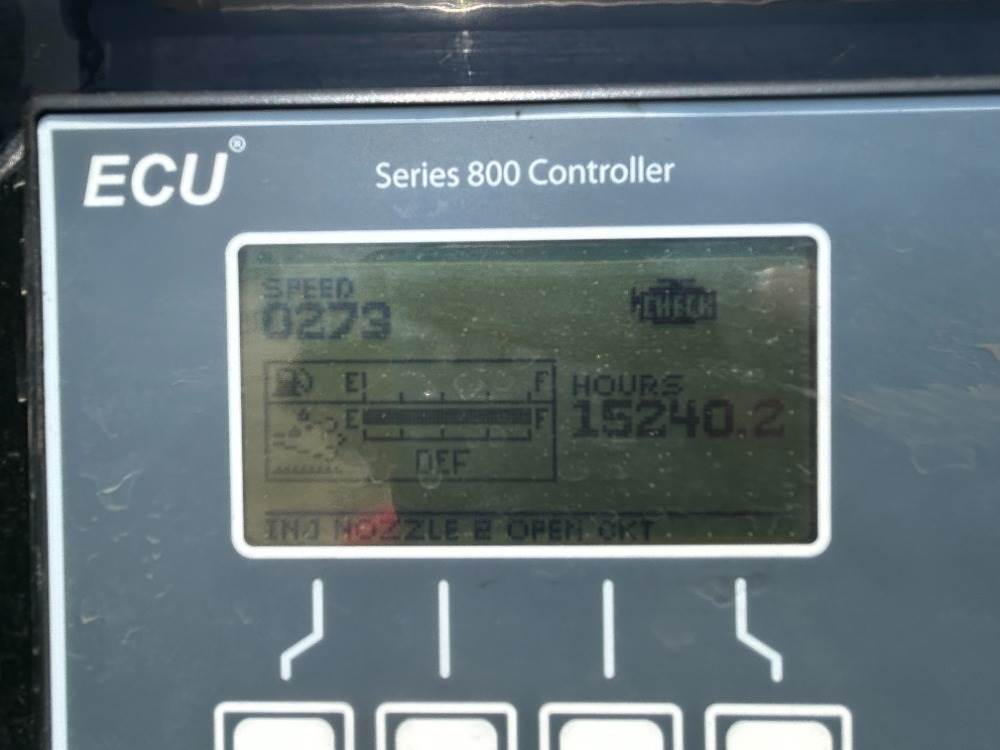 ECU®
Series 800 Controller
SPEED
0273
CHECK
E F
HOURS
E F
15240.2
DEF
INJ NOZZLE 2 OPEN CKT